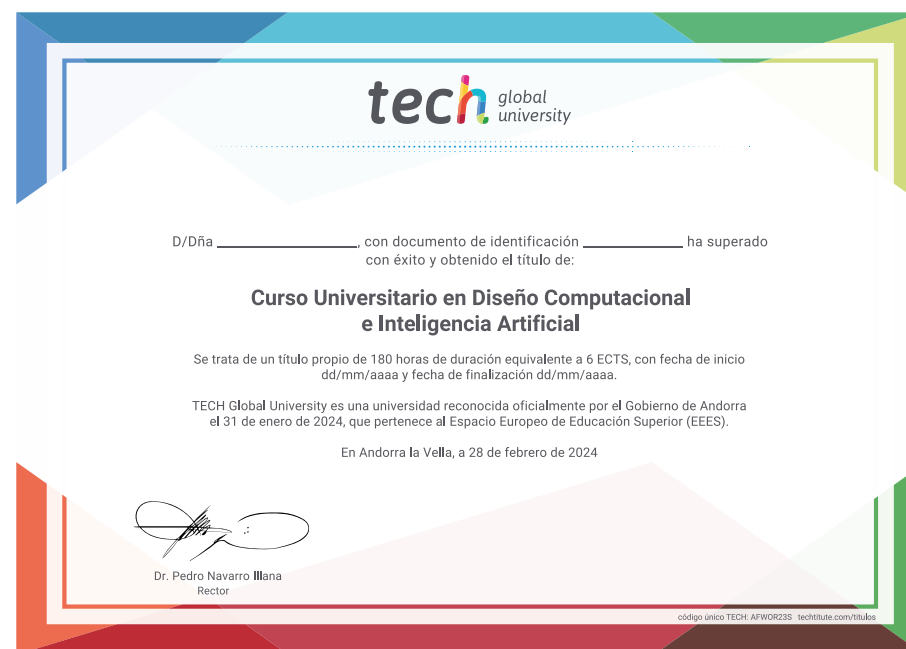 tech global university
D/Dña ____________________, con documento de identificación ______________ ha superado
con éxito y obtenido el título de:
Curso Universitario en Diseño Computacional
e Inteligencia Artificial
Se trata de un título propio de 180 horas de duración equivalente a 6 ECTS, con fecha de inicio
dd/mm/aaaa y fecha de finalización dd/mm/aaaa.
TECH Global University es una universidad reconocida oficialmente por el Gobierno de Andorra
el 31 de enero de 2024, que pertenece al Espacio Europeo de Educación Superior (EEES).
En Andorra la Vella, a 28 de febrero de 2024
Dr. Pedro Navarro Illana
Rector
código único TECH: AFWOR23S techtitute.com/titulos